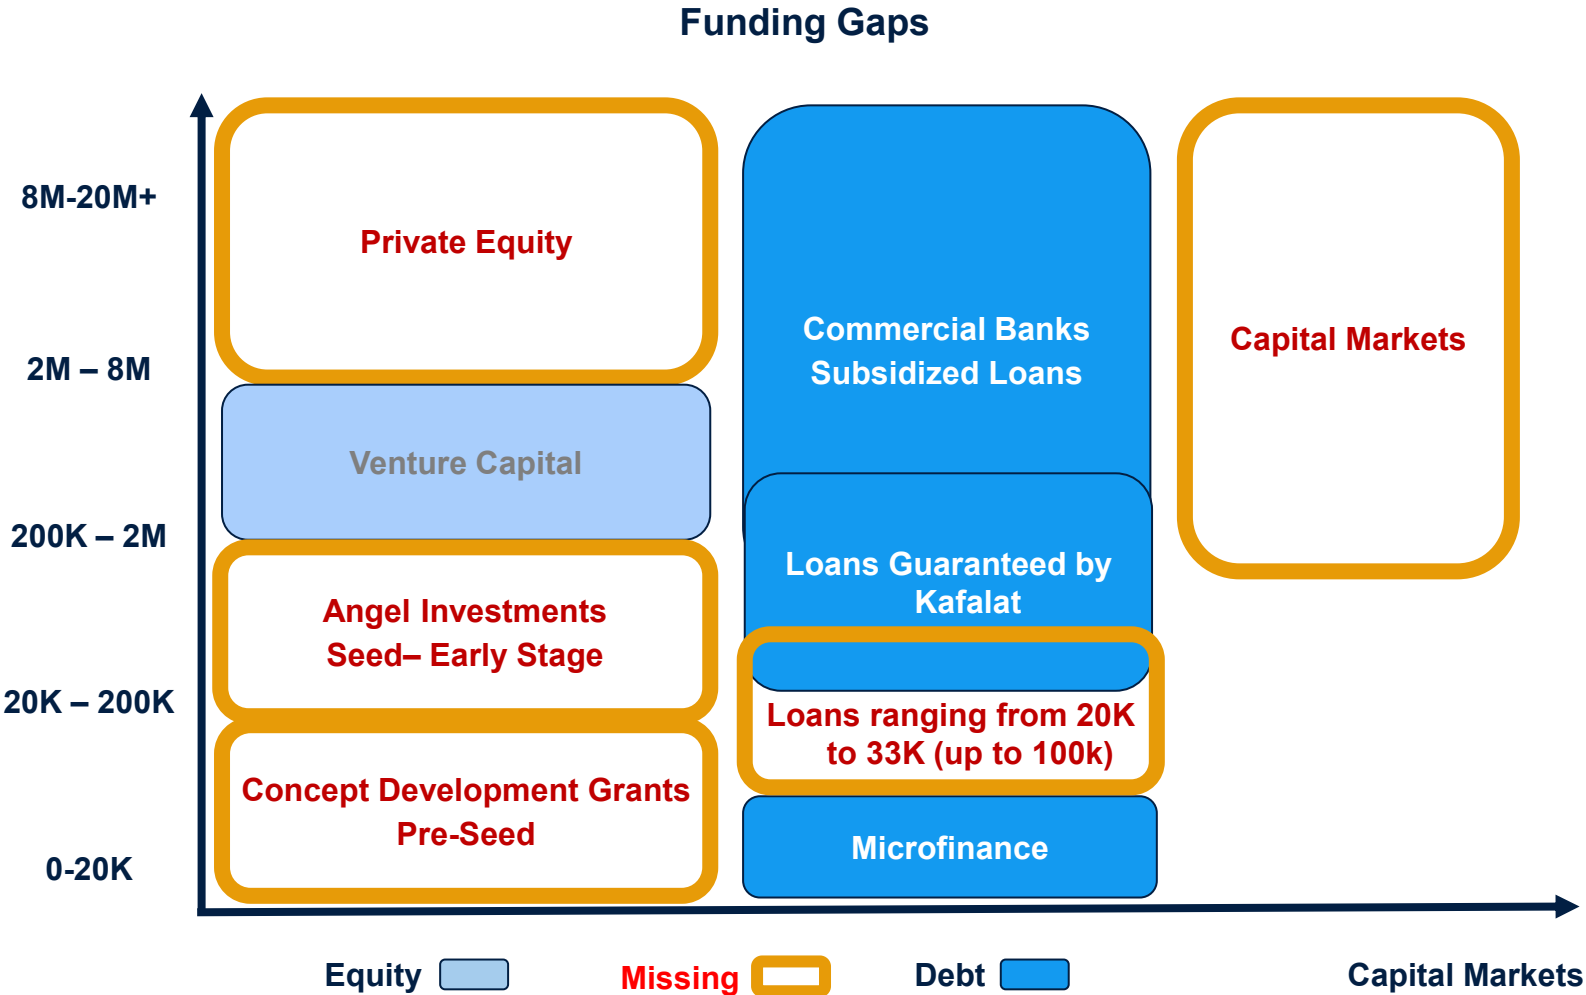 Funding Gaps
8M-20M+
2M – 8M
200K – 2M
20K – 200K
0-20K
Private Equity
Venture Capital
Angel Investments
Seed– Early Stage
Concept Development Grants
Pre-Seed
Commercial Banks
Subsidized Loans
Loans Guaranteed by
Kafalat
Loans ranging from 20K
to 33K (up to 100k)
Microfinance
Capital Markets
Equity
Missing
Debt
Capital Markets